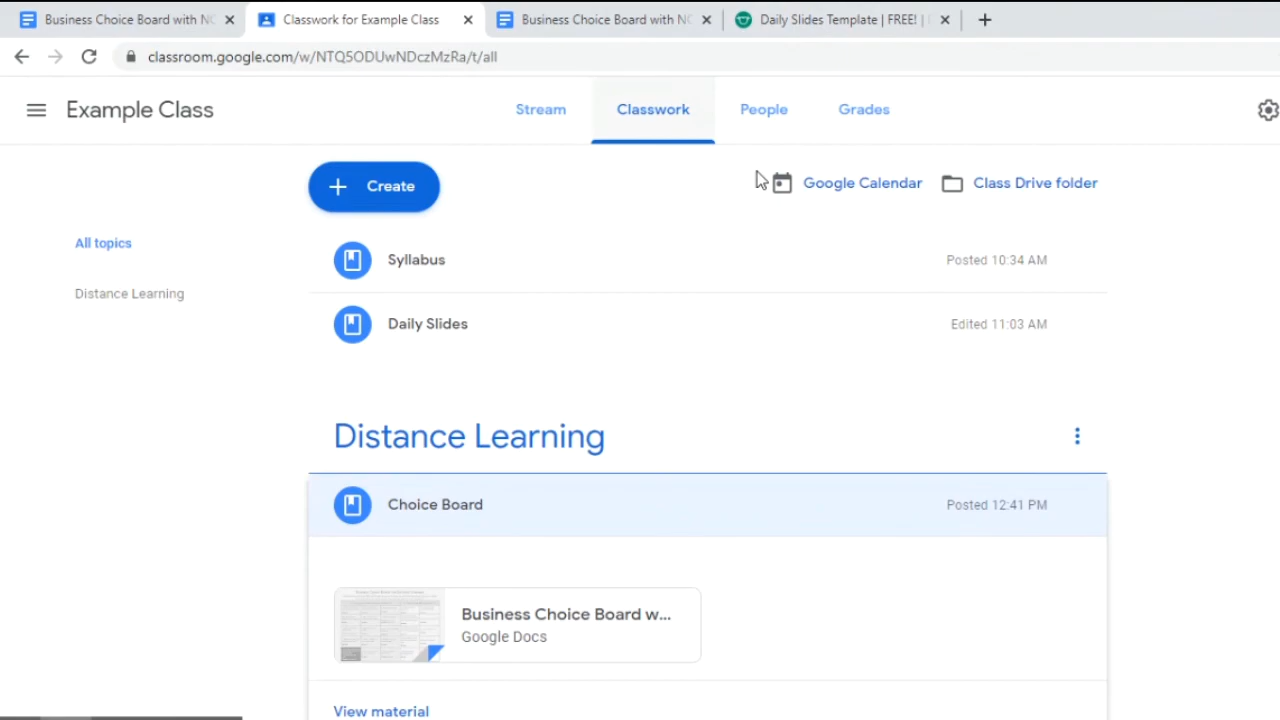 Business Choice Board with NC
Classwork for Example Class
Business Choice Board with NC
Daily Slides Template | FREE! |
classroom.google.com/w/NTQ5ODUwNDczMzRa/t/all
Example Class
Stream
Classwork
People
Grades
Create
Google Calendar
Class Drive folder
All topics
Distance Learning
Syllabus
Posted 10:34 AM
Daily Slides
Edited 11:03 AM
Distance Learning
Choice Board
Posted 12:41 PM
Business Choice Board w...
Google Docs
View material